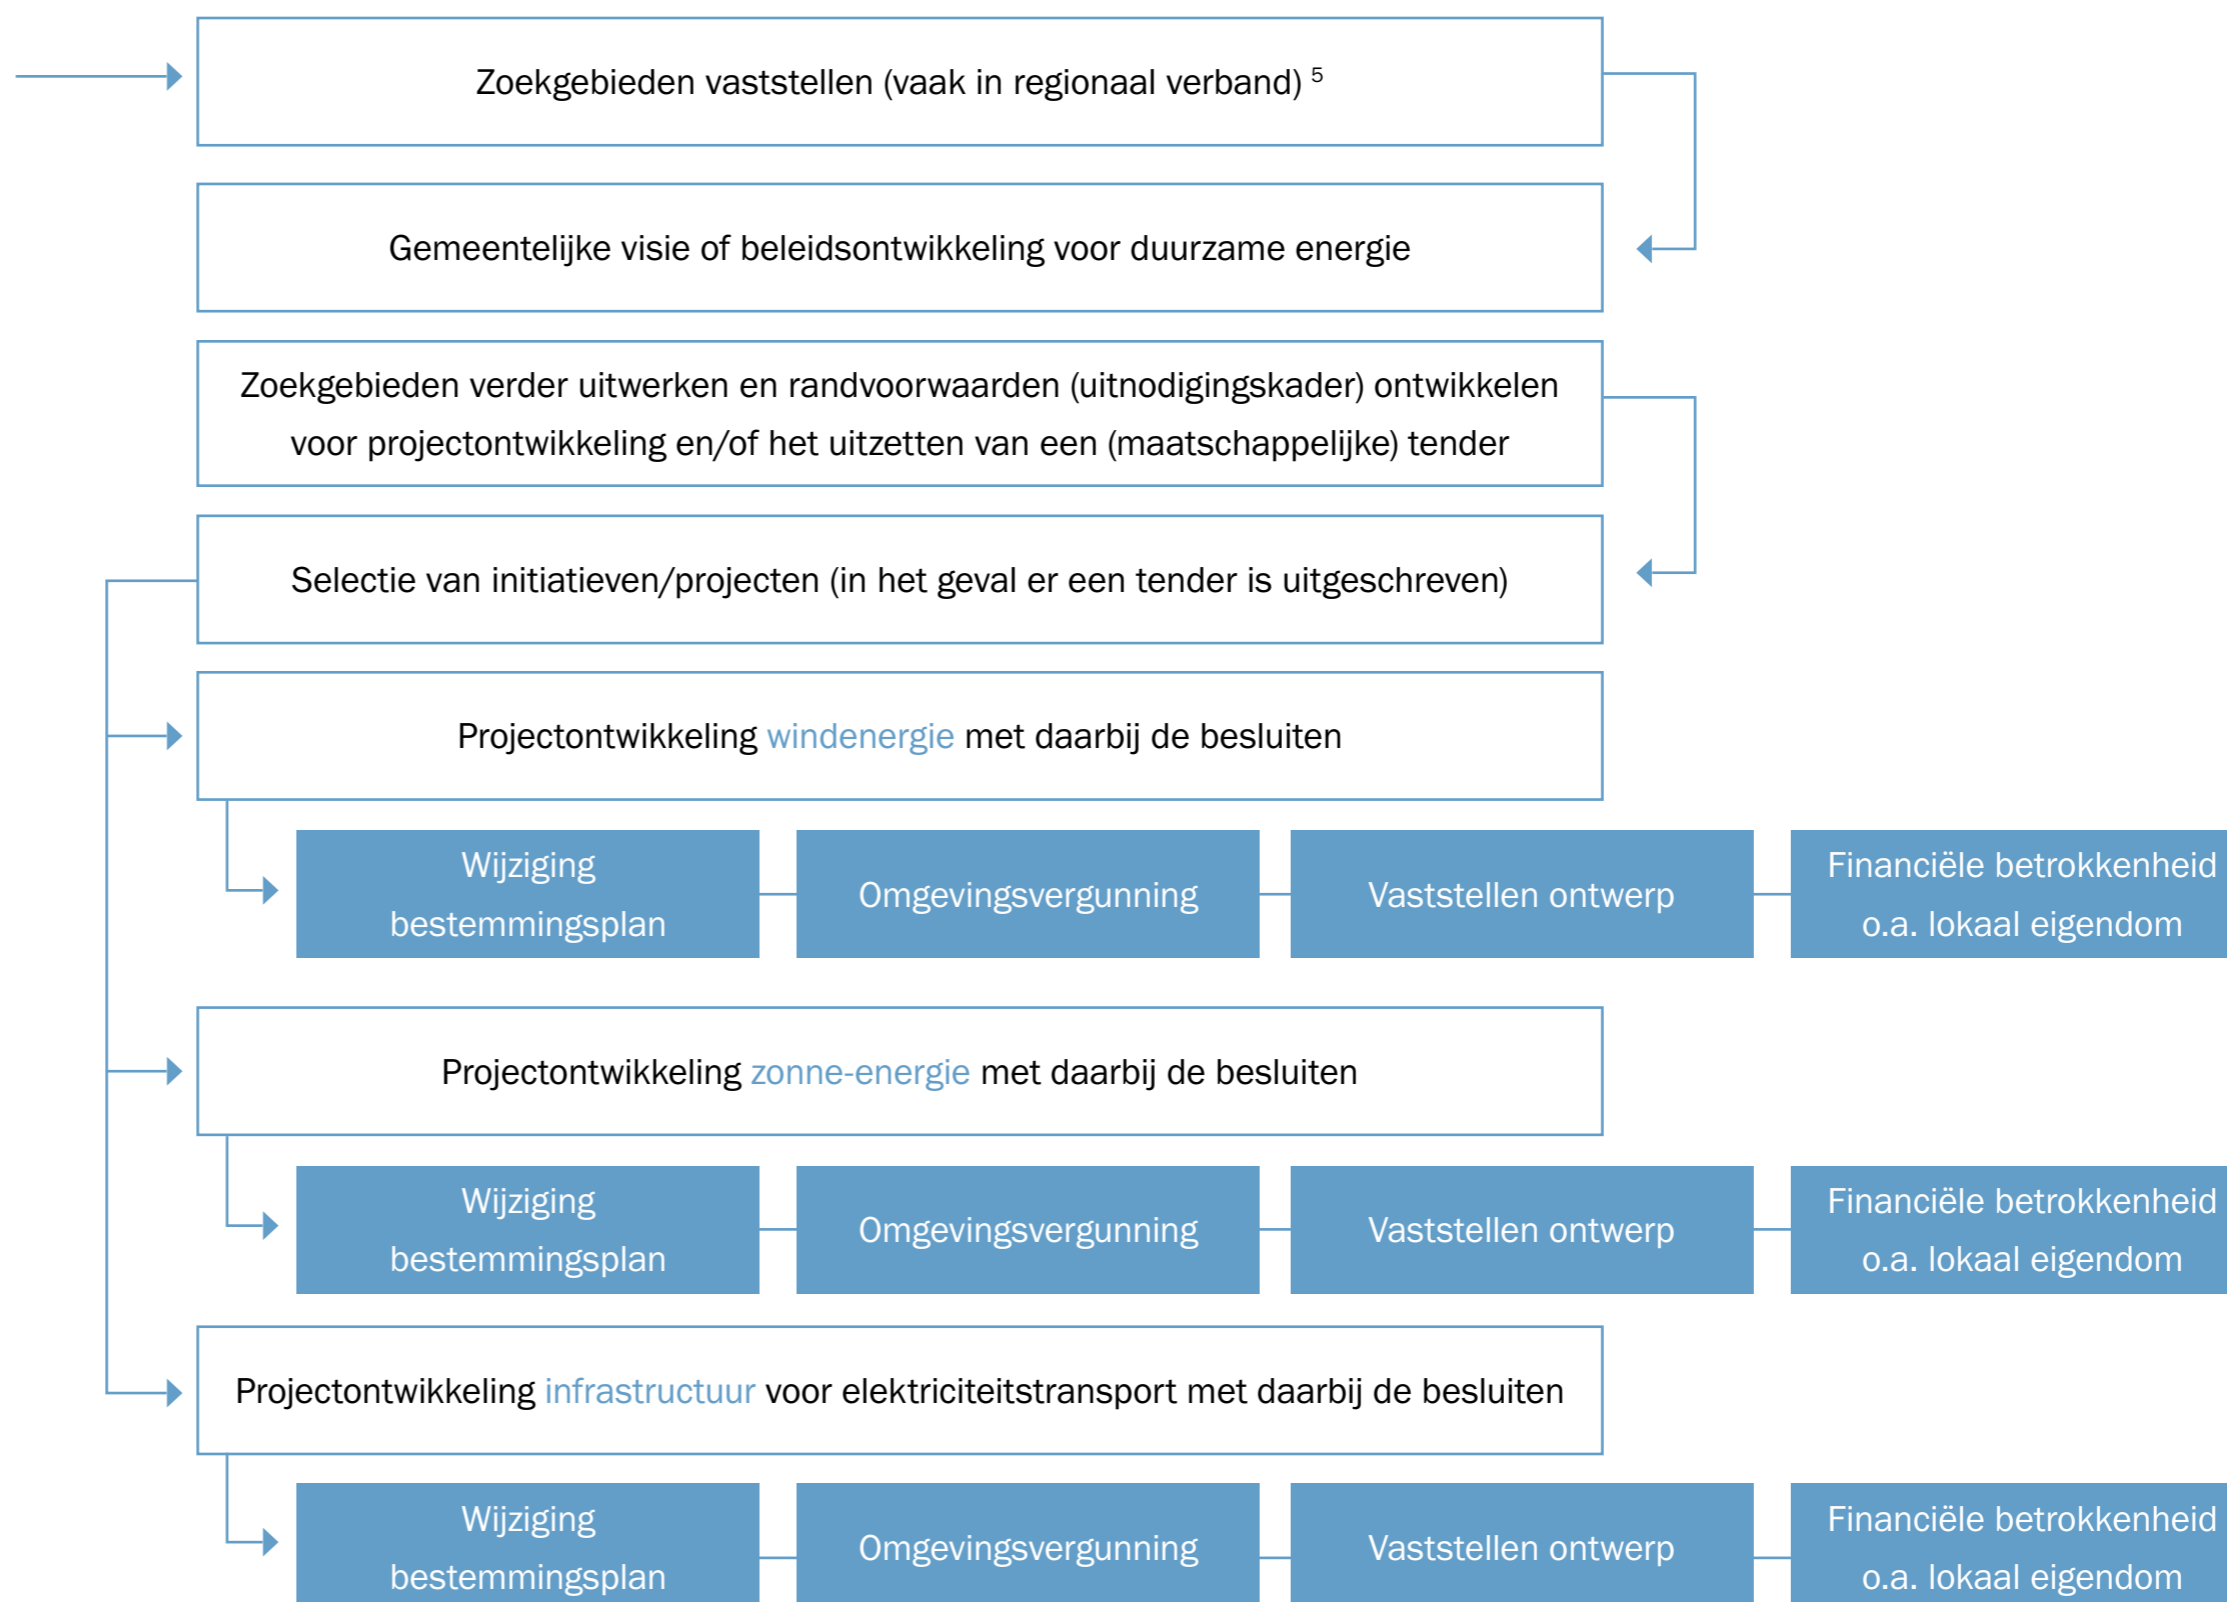 Zoekgebieden vaststellen (vaak in regionaal verband) 5
Gemeentelijke visie of beleidsontwikkeling voor duurzame energie
Zoekgebieden verder uitwerken en randvoorwaarden (uitnodigingskader) ontwikkelen
voor projectontwikkeling en/of het uitzetten van een (maatschappelijke) tender
Selectie van initiatieven/projecten (in het geval er een tender is uitgeschreven)
Projectontwikkeling windenergie met daarbij de besluiten
Wijziging
bestemmingsplan
Omgevingsvergunning
Vaststellen ontwerp
Financiële betrokkenheid
o.a. lokaal eigendom
Projectontwikkeling zonne-energie met daarbij de besluiten
Wijziging
bestemmingsplan
Omgevingsvergunning
Vaststellen ontwerp
Financiële betrokkenheid
o.a. lokaal eigendom
Projectontwikkeling infrastructuur voor elektriciteitstransport met daarbij de besluiten
Wijziging
bestemmingsplan
Omgevingsvergunning
Vaststellen ontwerp
Financiële betrokkenheid
o.a. lokaal eigendom